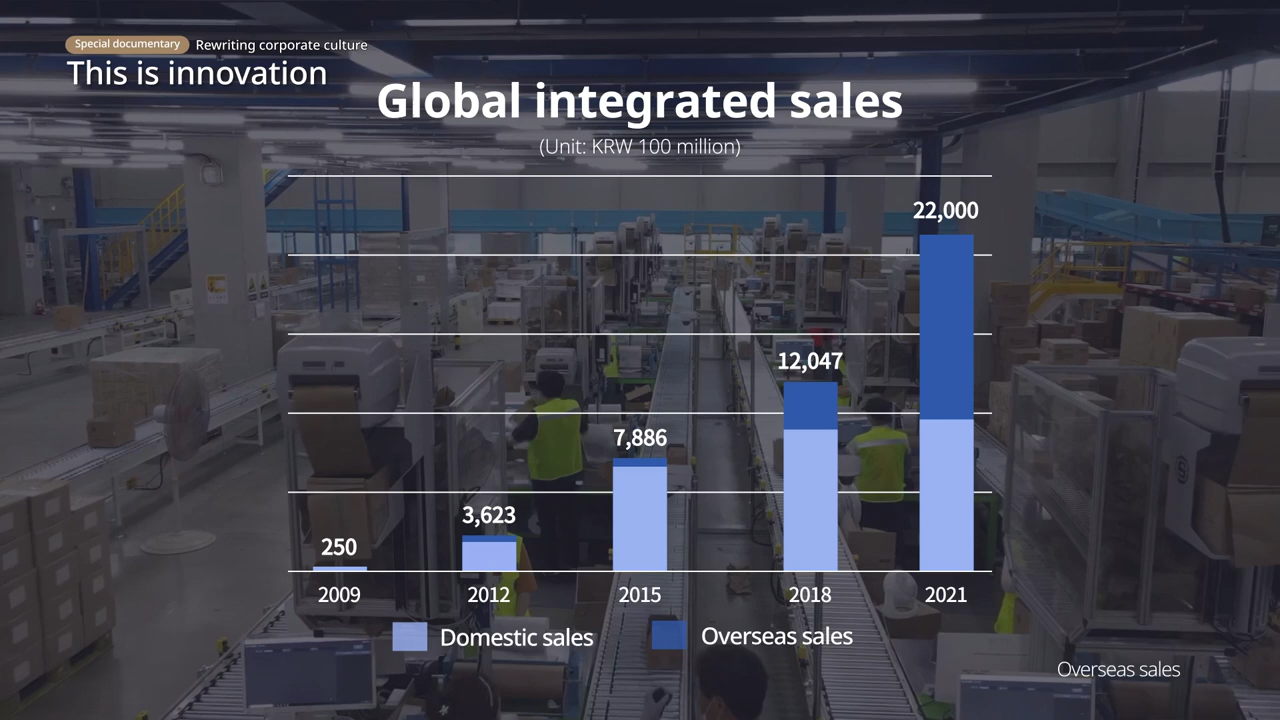 Special documentary Rewriting corporate culture
This is innovation
Global integrated sales
(Unit: KRW 100 million)
22,000
12,047
7,886
3,623
250
2009 2012 2015 2018 2021
Domestic sales Overseas sales
Overseas sales